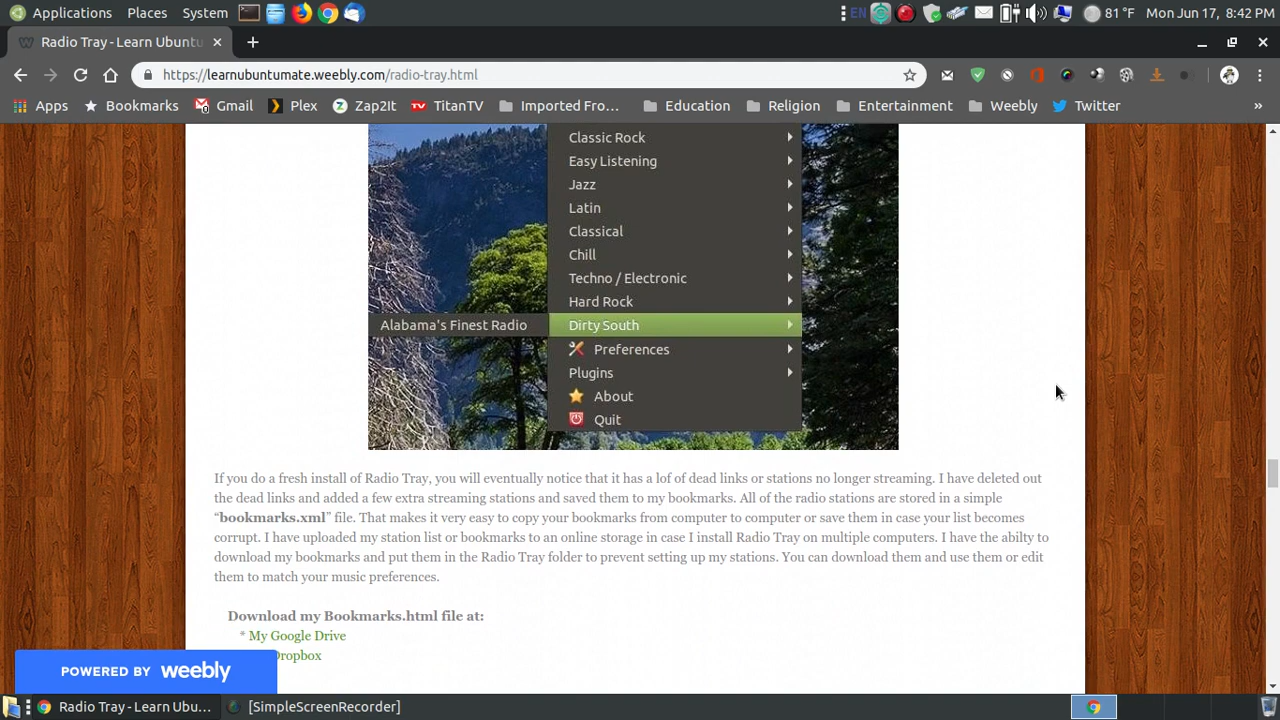 Applications Places System EN 81 °F Mon Jun 17, 8:42 PM
Radio Tray - Learn Ubuntu
https://learnubuntumate.weebly.com/radio-tray.html
Apps Bookmarks Gmail Plex Zap2It TitanTV Imported Fro... Education Religion Entertainment Weebly Twitter »
Classic Rock
Easy Listening
Jazz
Latin
Classical
Chill
Techno / Electronic
Hard Rock
Alabama's Finest Radio Dirty South
Preferences
Plugins
About
Quit
If you do a fresh install of Radio Tray, you will eventually notice that it has a lof of dead links or stations no longer streaming. I have deleted out
the dead links and added a few extra streaming stations and saved them to my bookmarks. All of the radio stations are stored in a simple
“bookmarks.xml” file. That makes it very easy to copy your bookmarks from computer to computer or save them in case your list becomes
corrupt. I have uploaded my station list or bookmarks to an online storage in case I install Radio Tray on multiple computers. I have the abilty to
download my bookmarks and put them in the Radio Tray folder to prevent setting up my stations. You can download them and use them or edit
them to match your music preferences.
Download my Bookmarks.html file at:
* My Google Drive
Dropbox
POWERED BY weebly
Radio Tray - Learn Ubu... [SimpleScreenRecorder]